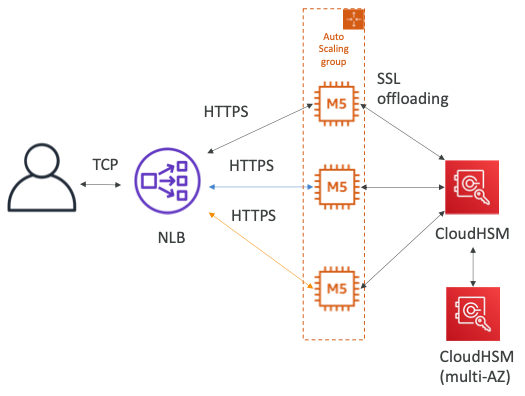 Auto
Scaling
group
M5
SSL
offloading
HTTPS
TCP
HTTPS
M5
NLB
HTTPS
CloudHSM
M5
CloudHSM
(multi-AZ)